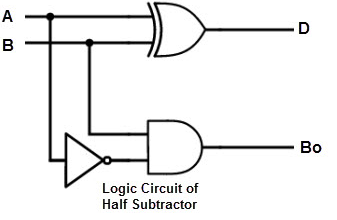 A
B
D
Bo
Logic Circuit of
Half Subtractor